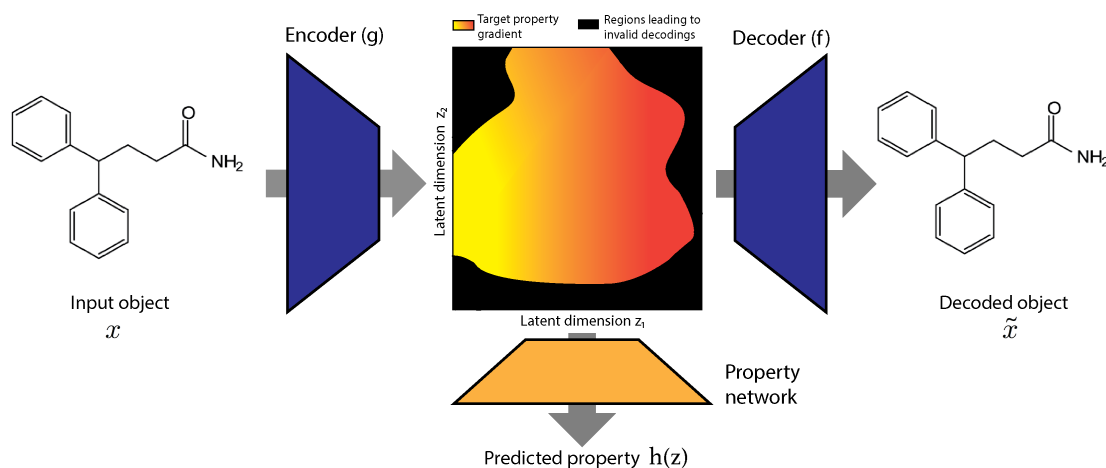 Encoder (g)
Target property
gradient
Regions leading to
invalid decodings
Decoder (f)
O
NH₂
Input object
x
Latent dimension z₂
Latent dimension z₁
O
NH₂
Decoded object
x̃
Property
network
Predicted property h(z)